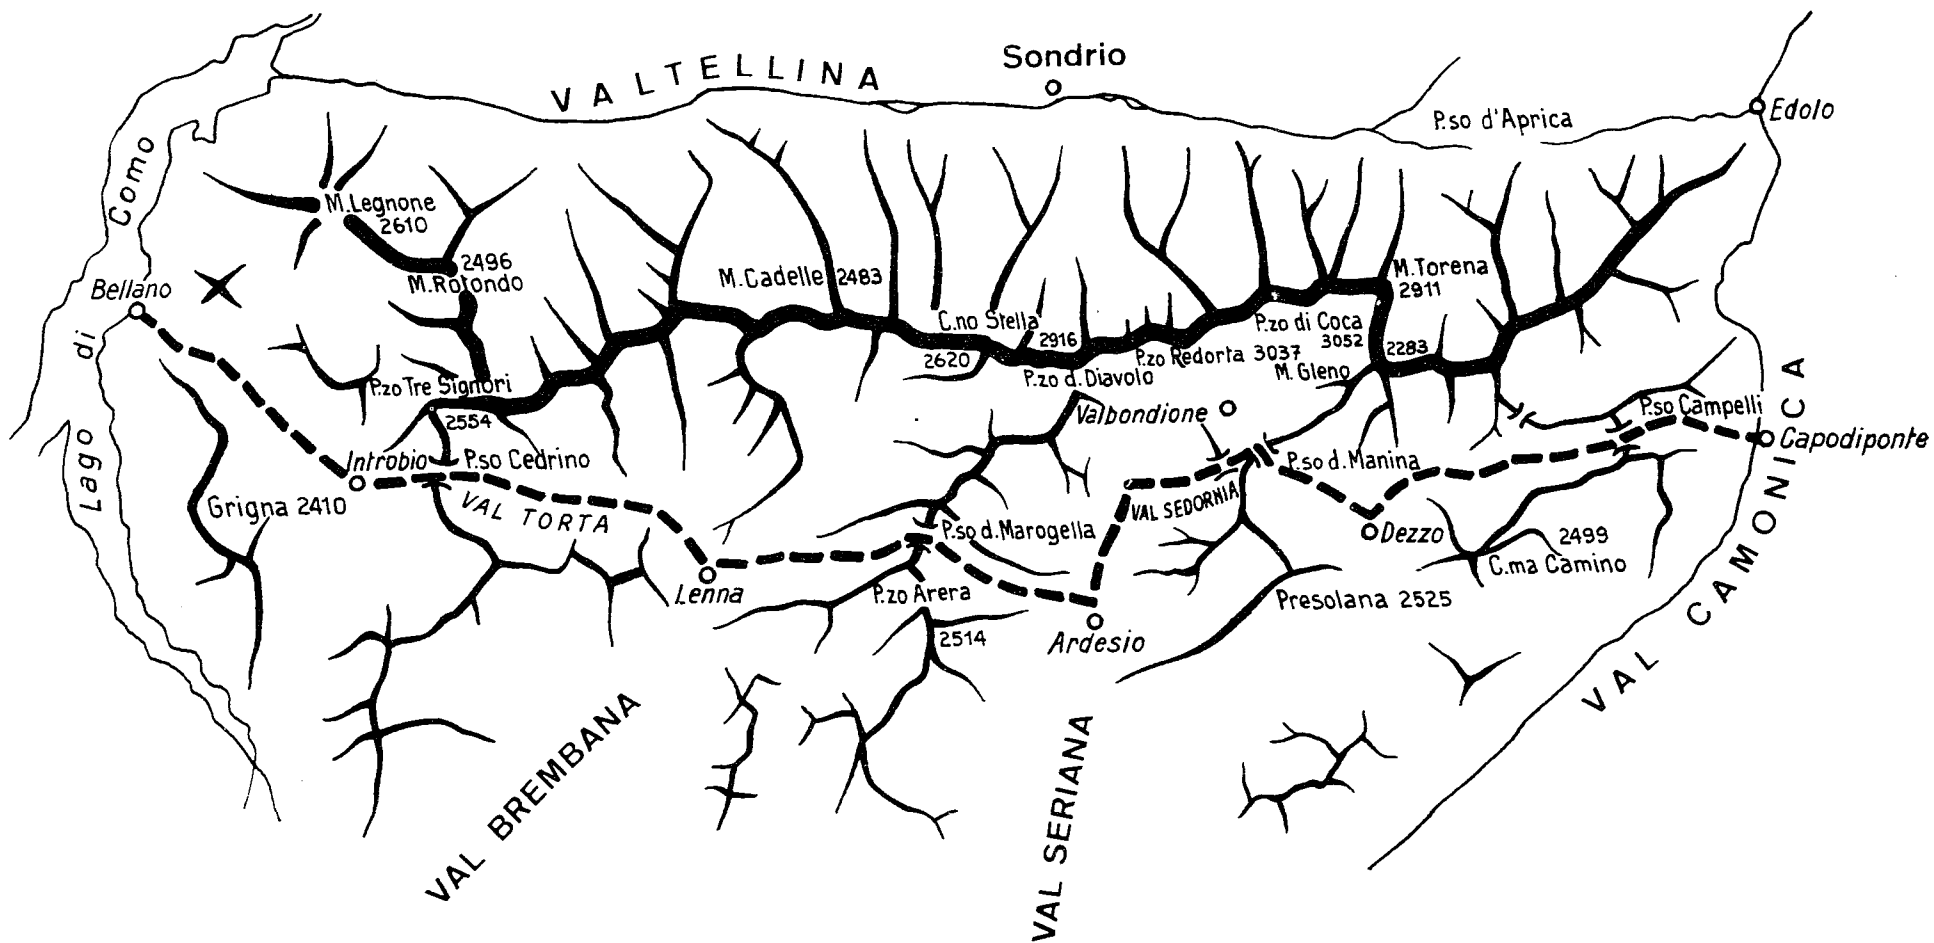 Sondrio
VALTELLINA
P.so d'Aprica
Edolo
Lago di Como
M. Legnone
2610
2496
M. Rotondo
M. Cadelle 2483
M. Torena
2911
Bellano
C.no Stella
2620
2916
P.zo d. Diavolo
P.zo Redorta 3037
P.zo di Coca
3052
2283
M. Gleno
P.zo Tre Signori
2554
Valbondione
P.so Campelli
Capodiponte
Introbio
P.so Cedrino
P.so d. Manina
Grigna 2410
VAL TORTA
VAL SEDORNIA
P.so d. Marogella
Dezzo
2499
C.ma Camino
Lenna
P.zo Arera
2514
Ardesio
Presolana 2525
VAL CAMONICA
VAL BREMBANA
VAL SERIANA